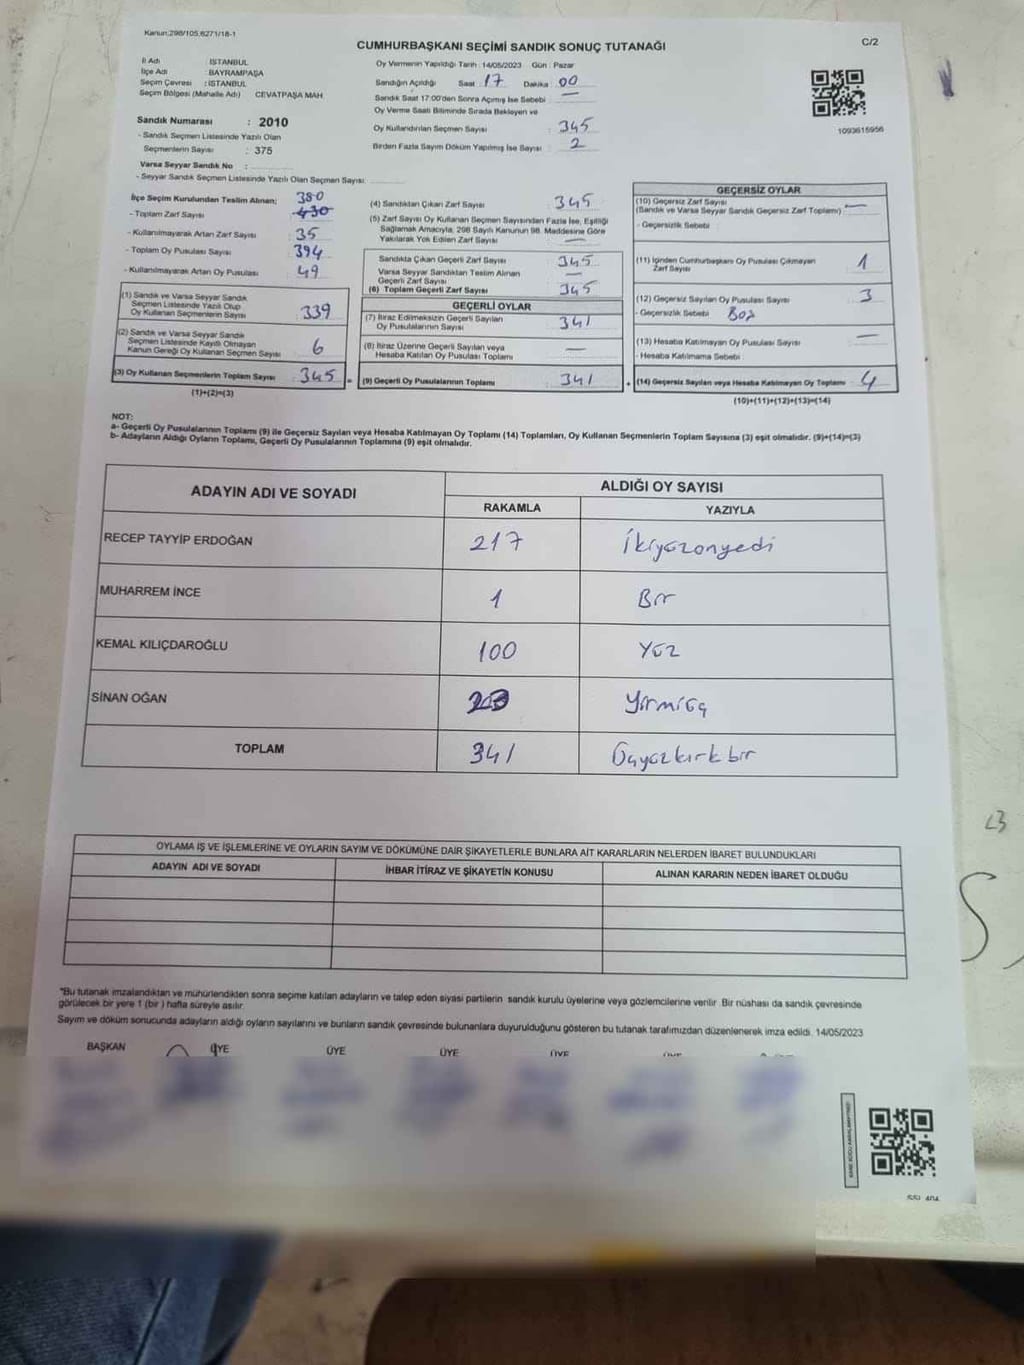 Kanun:298/105,6271/18-1
C/2
CUMHURBAŞKANI SEÇİMİ SANDIK SONUÇ TUTANAĞI
İl Adı : İSTANBUL
İlçe Adı : BAYRAMPAŞA
Seçim Çevresi : İSTANBUL
Seçim Bölgesi (Mahalle Adı) CEVATPAŞA MAH.
Sandık Numarası : 2010
- Sandık Seçmen Listesinde Yazılı Olan
Seçmenlerin Sayısı : 375
Varsa Seyyar Sandık No :
- Seyyar Sandık Seçmen Listesinde Yazılı Olan Seçmen Sayısı:
Oy Vermenin Yapıldığı Tarih :14/05/2023 Gün : Pazar
Sandığın Açıldığı Saat : 17 Dakika : 00
Sandık Saat 17:00'den Sonra Açımış İse Sebebi : —
Oy Verme Saati Bitiminde Sırada Bekleyen ve
Oy Kullandırılan Seçmen Sayısı : 345
Birden Fazla Sayım Döküm Yapılmış İse Sayısı : 2
1093615956
İlçe Seçim Kurulundan Teslim Alınan; 380
- Toplam Zarf Sayısı : 430
- Kullanılmayarak Artan Zarf Sayısı : 35
- Toplam Oy Pusulası Sayısı : 394
- Kullanılmayarak Artan Oy Pusulası : 49
(1) Sandık ve Varsa Seyyar Sandık
Seçmen Listesinde Yazılı Olup
Oy Kullanan Seçmenlerin Sayısı : 339
(2) Sandık ve Varsa Seyyar Sandık
Seçmen Listesinde Kayıtlı Olmayan
Kanun Gereği Oy Kullanan Seçmen Sayısı : 6
(3) Oy Kullanan Seçmenlerin Toplam Sayısı : 345
(1)+(2)=(3)
(4) Sandıktan Çıkan Zarf Sayısı : 345
(5) Zarf Sayısı Oy Kullanan Seçmen Sayısından Fazla İse, Eşitliği
Sağlamak Amacıyla, 298 Sayılı Kanunun 98. Maddesine Göre
Yakılarak Yok Edilen Zarf Sayısı : —
Sandıkta Çıkan Geçerli Zarf Sayısı : 345
Varsa Seyyar Sandıktan Teslim Alınan
Geçerli Zarf Sayısı : —
(6) Toplam Geçerli Zarf Sayısı : 345
GEÇERLİ OYLAR
(7) İtiraz Edilmeksizin Geçerli Sayılan
Oy Pusulalarının Sayısı : 341
(8) İtiraz Üzerine Geçerli Sayılan veya
Hesaba Katılan Oy Pusulası Toplamı : —
= (9) Geçerli Oy Pusulalarının Toplamı : 341
GEÇERSİZ OYLAR
(10) Geçersiz Zarf Sayısı
(Sandık ve Varsa Seyyar Sandık Geçersiz Zarf Toplamı) : —
- Geçersizlik Sebebi :
(11) İçinden Cumhurbaşkanı Oy Pusulası Çıkmayan
Zarf Sayısı : 1
(12) Geçersiz Sayılan Oy Pusulası Sayısı : 3
- Geçersizlik Sebebi : Boş
(13) Hesaba Katılmayan Oy Pusulası Sayısı : —
- Hesaba Katılmama Sebebi :
+ (14) Geçersiz Sayılan veya Hesaba Katılmayan Oy Toplamı : 4
(10)+(11)+(12)+(13)=(14)
NOT:
a- Geçerli Oy Pusulalarının Toplamı (9) ile Geçersiz Sayılan veya Hesaba Katılmayan Oy Toplamı (14) Toplamları, Oy Kullanan Seçmenlerin Toplam Sayısına (3) eşit olmalıdır. (9)+(14)=(3)
b- Adayların Aldığı Oyların Toplamı, Geçerli Oy Pusulalarının Toplamına (9) eşit olmalıdır.
ADAYIN ADI VE SOYADI
ALDIĞI OY SAYISI
RAKAMLA YAZIYLA
RECEP TAYYİP ERDOĞAN 217 İkiyüzonyedi
MUHARREM İNCE 1 Bir
KEMAL KILIÇDAROĞLU 100 Yüz
SİNAN OĞAN 23 Yirmiüç
TOPLAM 341 Üçyüzkırkbir
OYLAMA İŞ VE İŞLEMLERİNE VE OYLARIN SAYIM VE DÖKÜMÜNE DAİR ŞİKAYETLERLE BUNLARA AİT KARARLARIN NELERDEN İBARET BULUNDUKLARI
ADAYIN ADI VE SOYADI İHBAR İTİRAZ VE ŞİKAYETİN KONUSU ALINAN KARARIN NEDEN İBARET OLDUĞU
"Bu tutanak imzalandıktan ve mühürlendikten sonra seçime katılan adayların ve talep eden siyasi partilerin sandık kurulu üyelerine veya gözlemcilerine verilir. Bir nüshası da sandık çevresinde
görülecek bir yere 1 (bir ) hafta süreyle asılır.
Sayım ve döküm sonucunda adayların aldığı oyların sayılarını ve bunların sandık çevresinde bulunanlara duyurulduğunu gösteren bu tutanak tarafımızdan düzenlenerek imza edildi. 14/05/2023
BAŞKAN ÜYE ÜYE ÜYE ÜYE